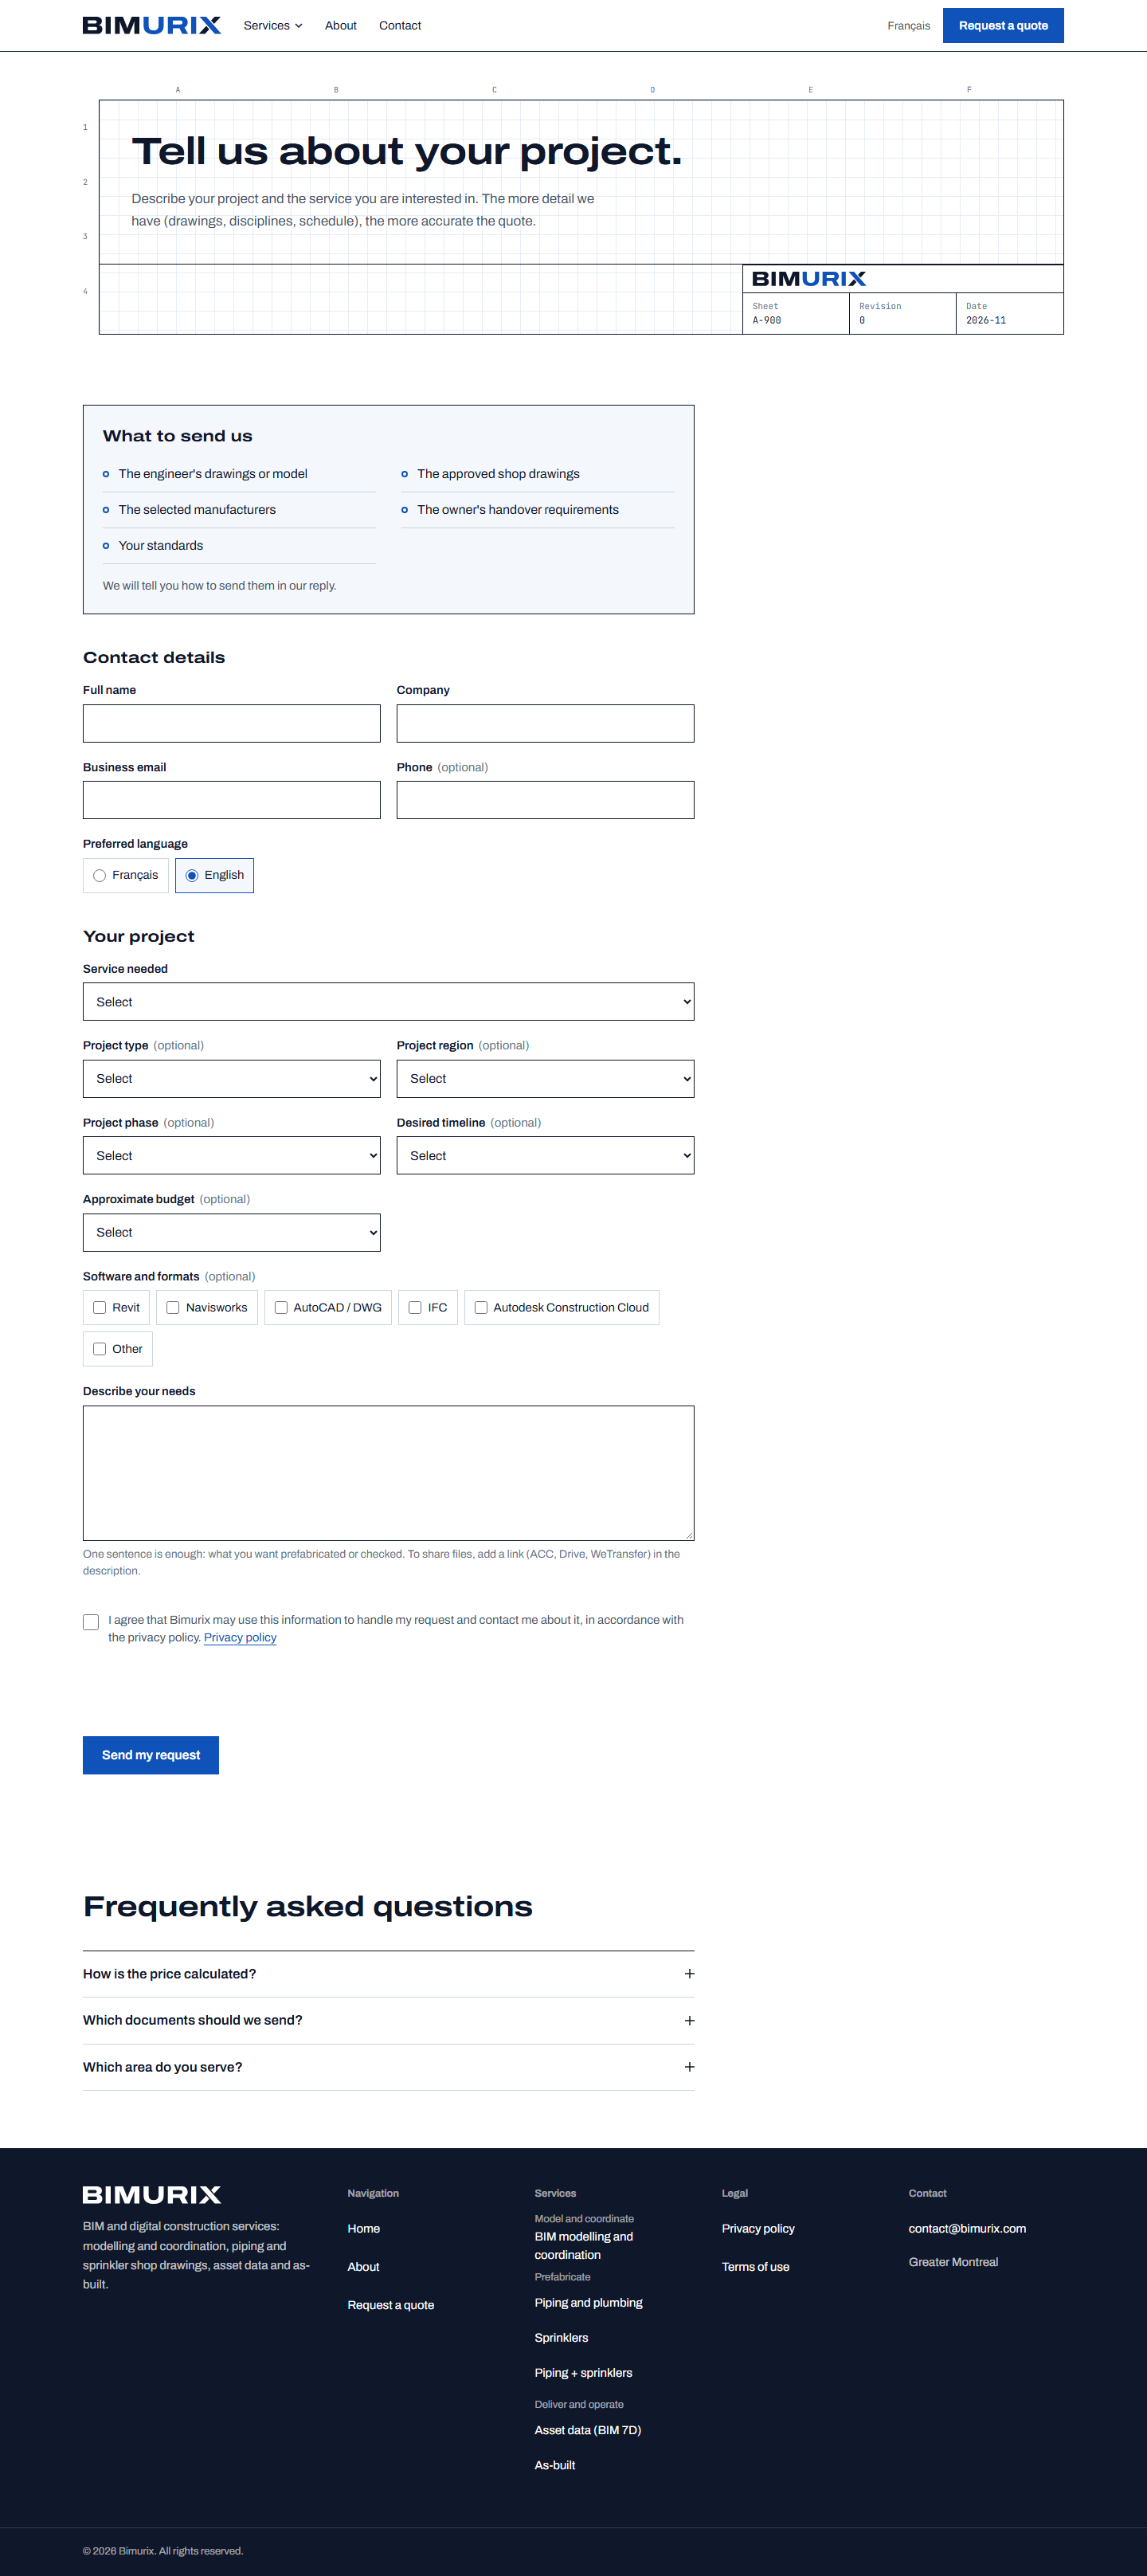 BIMURIX
Services
About
Contact
Français
Request a quote
A B C D E F
1
Tell us about your project.
2
Describe your project and the service you are interested in. The more detail we
have (drawings, disciplines, schedule), the more accurate the quote.
3
4
BIMURIX
Sheet
A-900
Revision
0
Date
2026-11
What to send us
The engineer's drawings or model
The approved shop drawings
The selected manufacturers
The owner's handover requirements
Your standards
We will tell you how to send them in our reply.
Contact details
Full name
Company
Business email
Phone (optional)
Preferred language
Français
English
Your project
Service needed
Select
Project type (optional)
Select
Project region (optional)
Select
Project phase (optional)
Select
Desired timeline (optional)
Select
Approximate budget (optional)
Select
Software and formats (optional)
Revit
Navisworks
AutoCAD / DWG
IFC
Autodesk Construction Cloud
Other
Describe your needs
One sentence is enough: what you want prefabricated or checked. To share files, add a link (ACC, Drive, WeTransfer) in the
description.
I agree that Bimurix may use this information to handle my request and contact me about it, in accordance with
the privacy policy. Privacy policy
Send my request
Frequently asked questions
How is the price calculated?
Which documents should we send?
Which area do you serve?
BIMURIX
BIM and digital construction services:
modelling and coordination, piping and
sprinkler shop drawings, asset data and as-
built.
Navigation
Home
About
Request a quote
Services
Model and coordinate
BIM modelling and
coordination
Prefabricate
Piping and plumbing
Sprinklers
Piping + sprinklers
Deliver and operate
Asset data (BIM 7D)
As-built
Legal
Privacy policy
Terms of use
Contact
contact@bimurix.com
Greater Montreal
© 2026 Bimurix. All rights reserved.